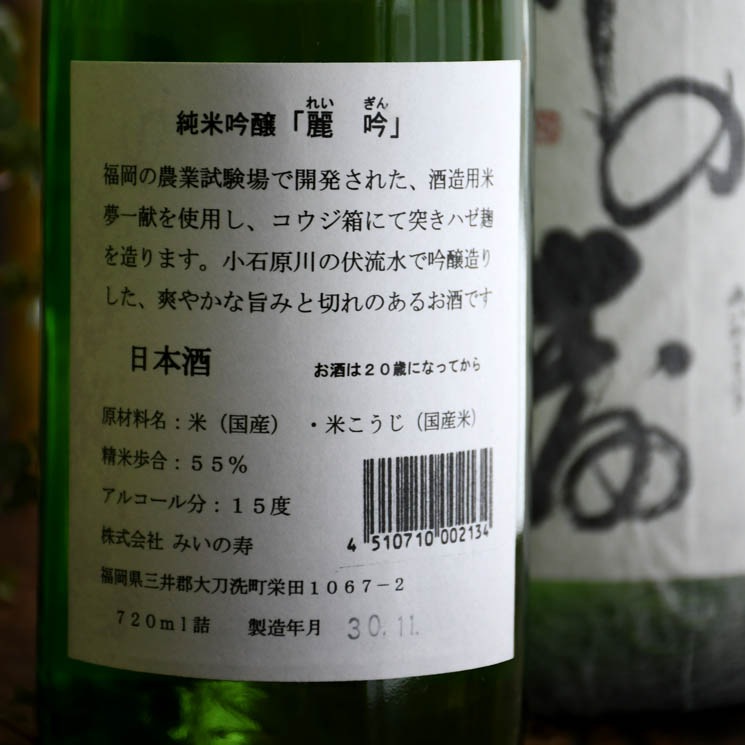 れい ぎん
純米吟醸「麗 吟」
福岡の農業試験場で開発された、酒造用米
夢一献を使用し、コウジ箱にて突きハゼ麹
を造ります。小石原川の伏流水で吟醸造り
した、爽やかな旨みと切れのあるお酒です
日本酒 お酒は20歳になってから
原材料名：米（国産）・米こうじ（国産米）
精米歩合：55％
アルコール分：15度
4 510710 002134
株式会社 みいの寿
福岡県三井郡大刀洗町栄田1067−2
720ml詰 製造年月 30.11.
の
寿